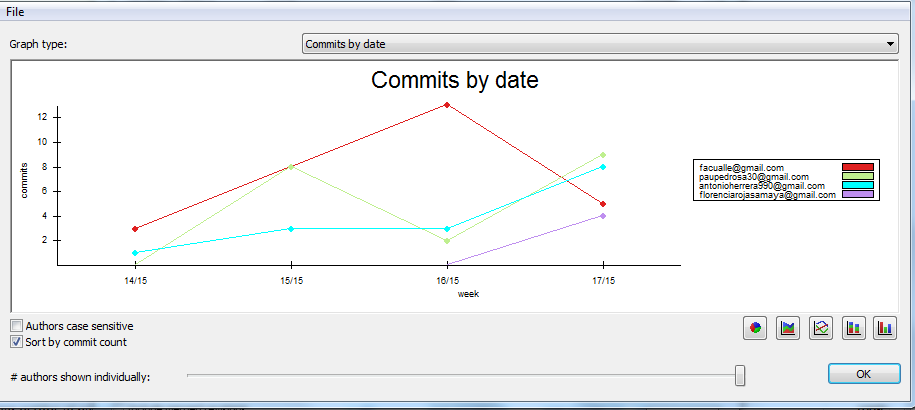 File
Graph type:
Commits by date
Commits by date
commits
12
10
8
6
4
2
14/15
15/15
16/15
17/15
week
facualle@gmail.com
paupedrosa30@gmail.com
antonioherrera990@gmail.com
florenciarojasamaya@gmail.com
Authors case sensitive
Sort by commit count
# authors shown individually:
OK